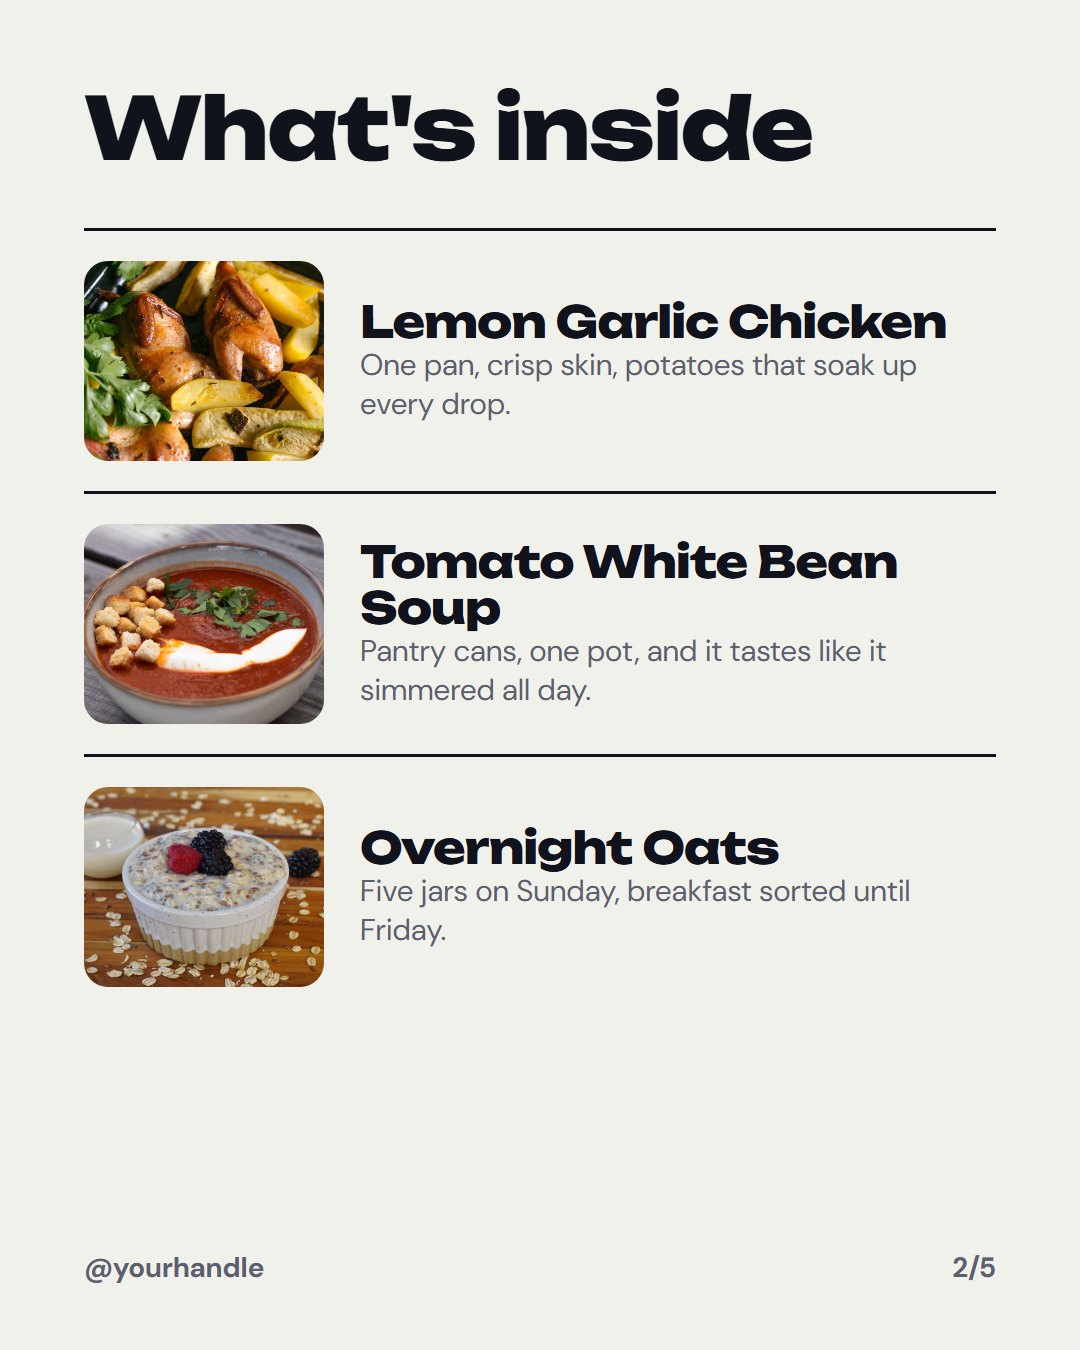 What's inside
Lemon Garlic Chicken
One pan, crisp skin, potatoes that soak up
every drop.
Tomato White Bean
Soup
Pantry cans, one pot, and it tastes like it
simmered all day.
Overnight Oats
Five jars on Sunday, breakfast sorted until
Friday.
@yourhandle
2/5